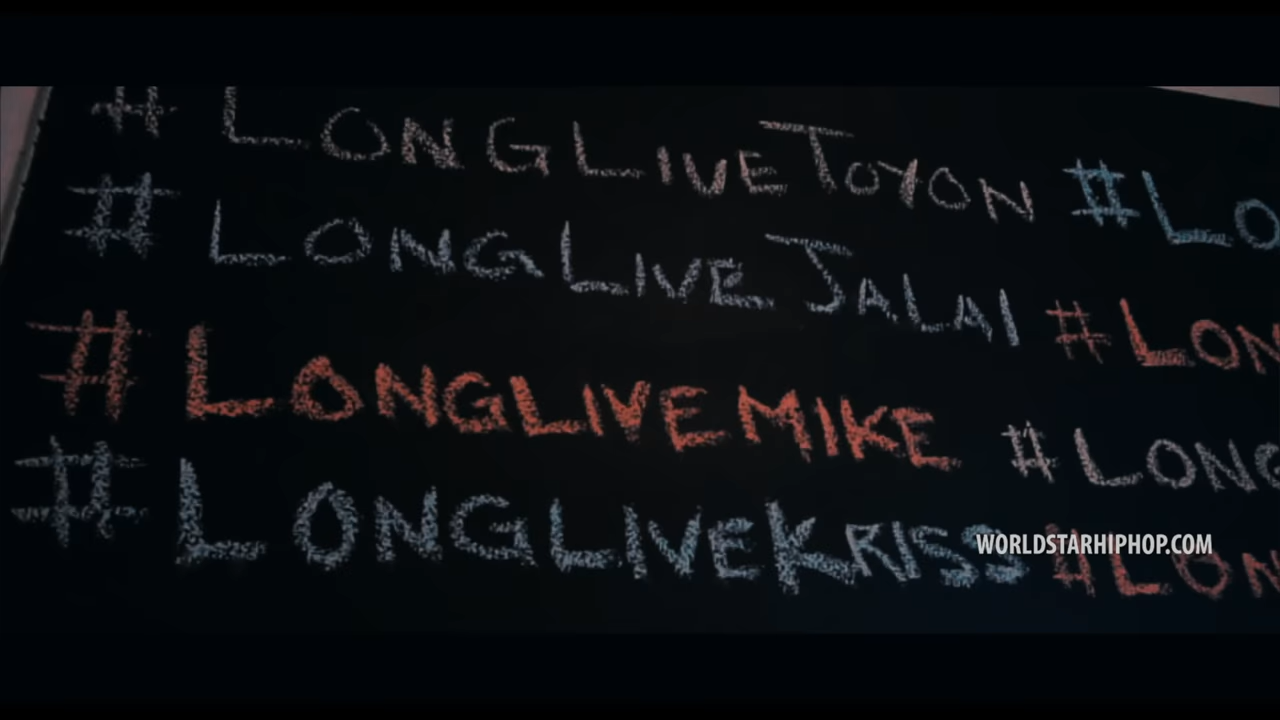 #LONGLIVETOYON #LO
#LONGLIVEJALAI #LON
#LONGLIVEMIKE #LONG
#LONGLIVEKRISS #LON
WORLDSTARHIPHOP.COM